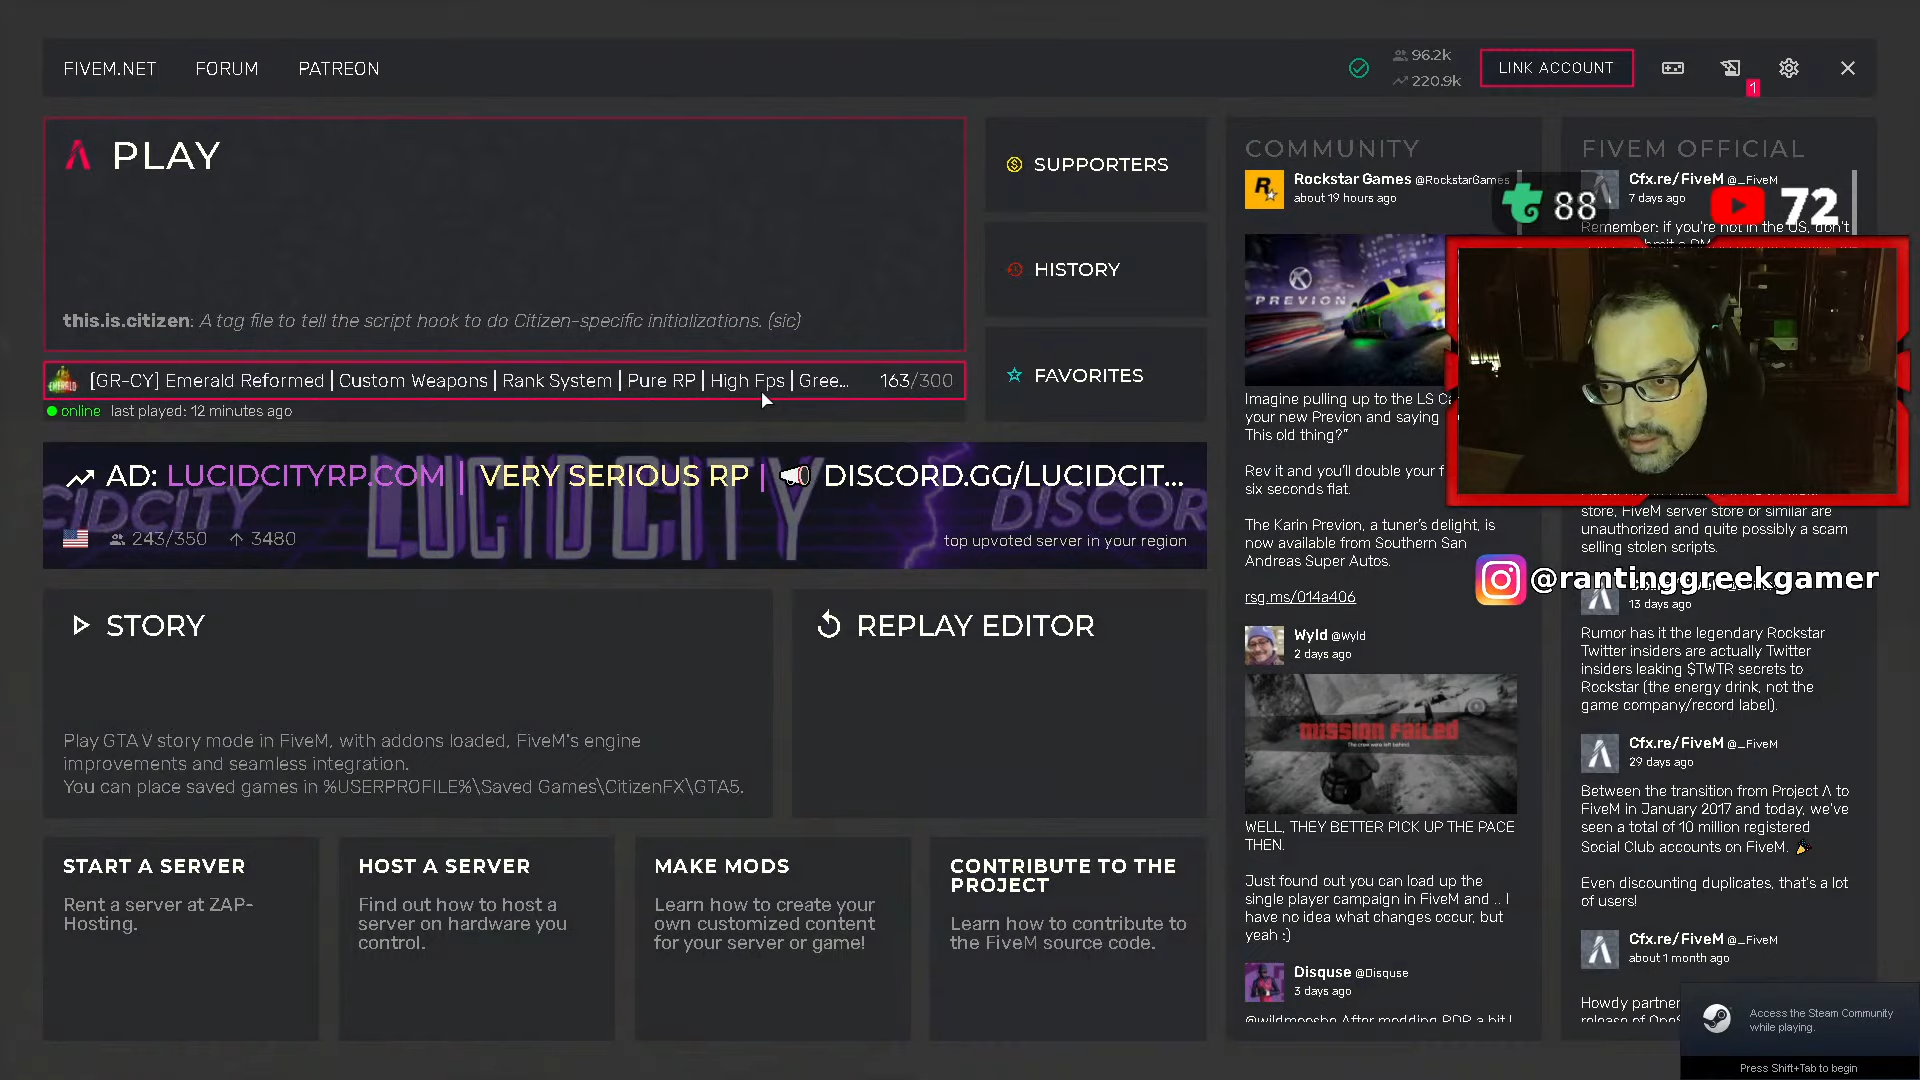 FIVEM.NET FORUM PATREON
96.2k
220.9k
LINK ACCOUNT
1
PLAY
this.is.citizen: A tag file to tell the script hook to do Citizen-specific initializations. (sic)
[GR-CY] Emerald Reformed | Custom Weapons | Rank System | Pure RP | High Fps | Gree... 163/300
online last played: 12 minutes ago
SUPPORTERS
HISTORY
FAVORITES
AD: LUCIDCITYRP.COM | VERY SERIOUS RP | DISCORD.GG/LUCIDCIT...
LUCIDCITY
243/350 3480
top upvoted server in your region
STORY
Play GTA V story mode in FiveM, with addons loaded, FiveM's engine
improvements and seamless integration.
You can place saved games in %USERPROFILE%\Saved Games\CitizenFX\GTA5.
REPLAY EDITOR
START A SERVER
Rent a server at ZAP-
Hosting.
HOST A SERVER
Find out how to host a
server on hardware you
control.
MAKE MODS
Learn how to create your
own customized content
for your server or game!
CONTRIBUTE TO THE
PROJECT
Learn how to contribute to
the FiveM source code.
COMMUNITY
Rockstar Games @RockstarGames
about 19 hours ago
PREVION
Imagine pulling up to the LS Ca
your new Previon and saying
This old thing?"
Rev it and you'll double your f
six seconds flat.
The Karin Previon, a tuner's delight, is
now available from Southern San
Andreas Super Autos.
rsg.ms/014a406
Wyld @Wyld
2 days ago
mission failed
WELL, THEY BETTER PICK UP THE PACE
THEN.
Just found out you can load up the
single player campaign in FiveM and .. I
have no idea what changes occur, but
yeah :)
Disquse @Disquse
3 days ago
FIVEM OFFICIAL
Cfx.re/FiveM @_FiveM
7 days ago
88
72
Remember: if you're not in the US, don't
store, FiveM server store or similar are
unauthorized and quite possibly a scam
selling stolen scripts.
@rantinggreekgamer
13 days ago
Rumor has it the legendary Rockstar
Twitter insiders are actually Twitter
insiders leaking $TWTR secrets to
Rockstar (the energy drink, not the
game company/record label).
Cfx.re/FiveM @_FiveM
29 days ago
Between the transition from Project Λ to
FiveM in January 2017 and today, we've
seen a total of 10 million registered
Social Club accounts on FiveM.
Even discounting duplicates, that's a lot
of users!
Cfx.re/FiveM @_FiveM
about 1 month ago
Howdy partner
Access the Steam Community
while playing.
Press Shift+Tab to begin